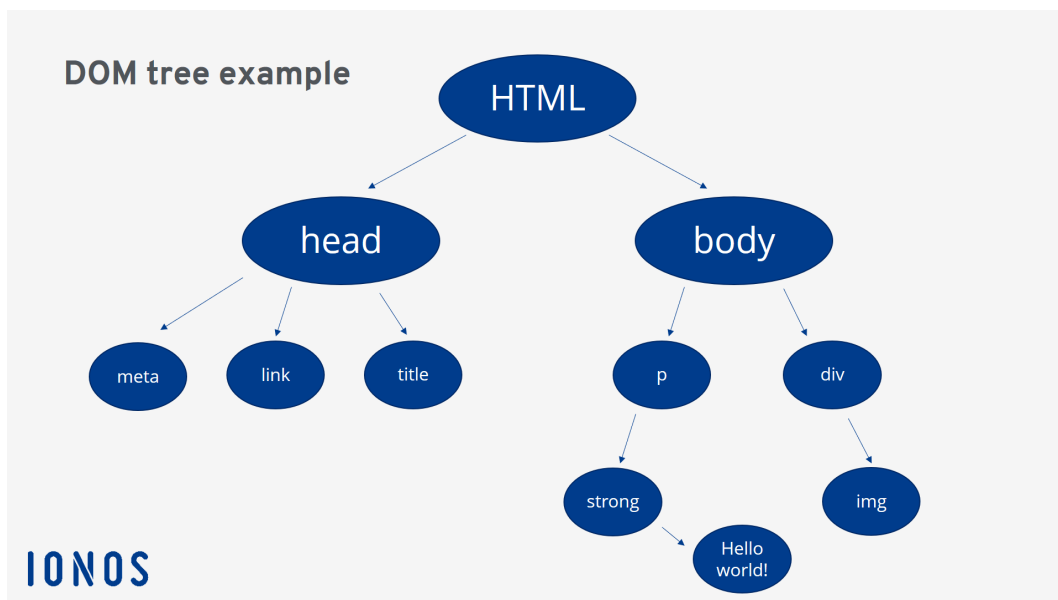 DOM tree example
HTML
head
body
meta
link
title
p
div
strong
img
Hello
world!
IONOS